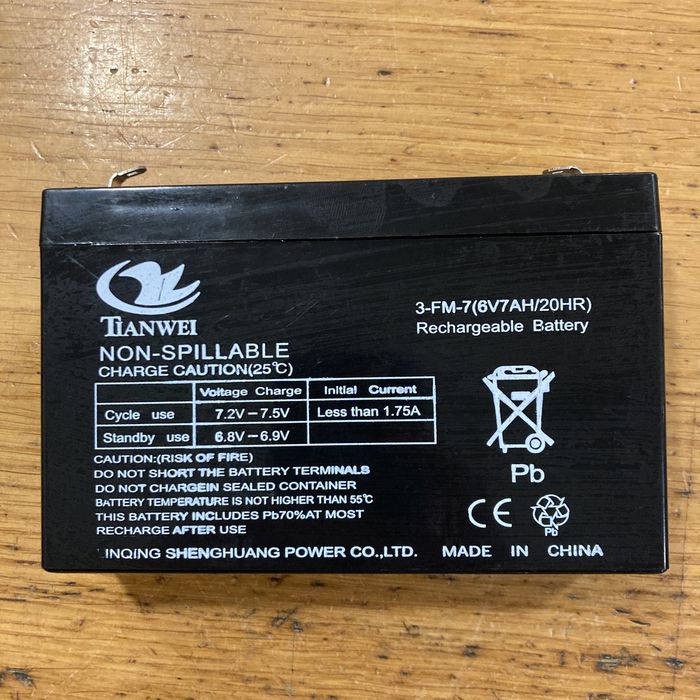 TIANWEI
3-FM-7(6V7AH/20HR)
Rechargeable Battery
NON-SPILLABLE
CHARGE CAUTION(25℃)
Voltage Charge Initial Current
Cycle use 7.2V-7.5V Less than 1.75A
Standby use 6.8V-6.9V
CAUTION:(RISK OF FIRE)
DO NOT SHORT THE BATTERY TERMINALS
DO NOT CHARGEIN SEALED CONTAINER
BATTERY TEMPERATURE IS NOT HIGHER THAN 55℃
THIS BATTERY INCLUDES Pb70%AT MOST
RECHARGE AFTER USE
Pb
CE
Pb
LINQING SHENGHUANG POWER CO.,LTD. MADE IN CHINA